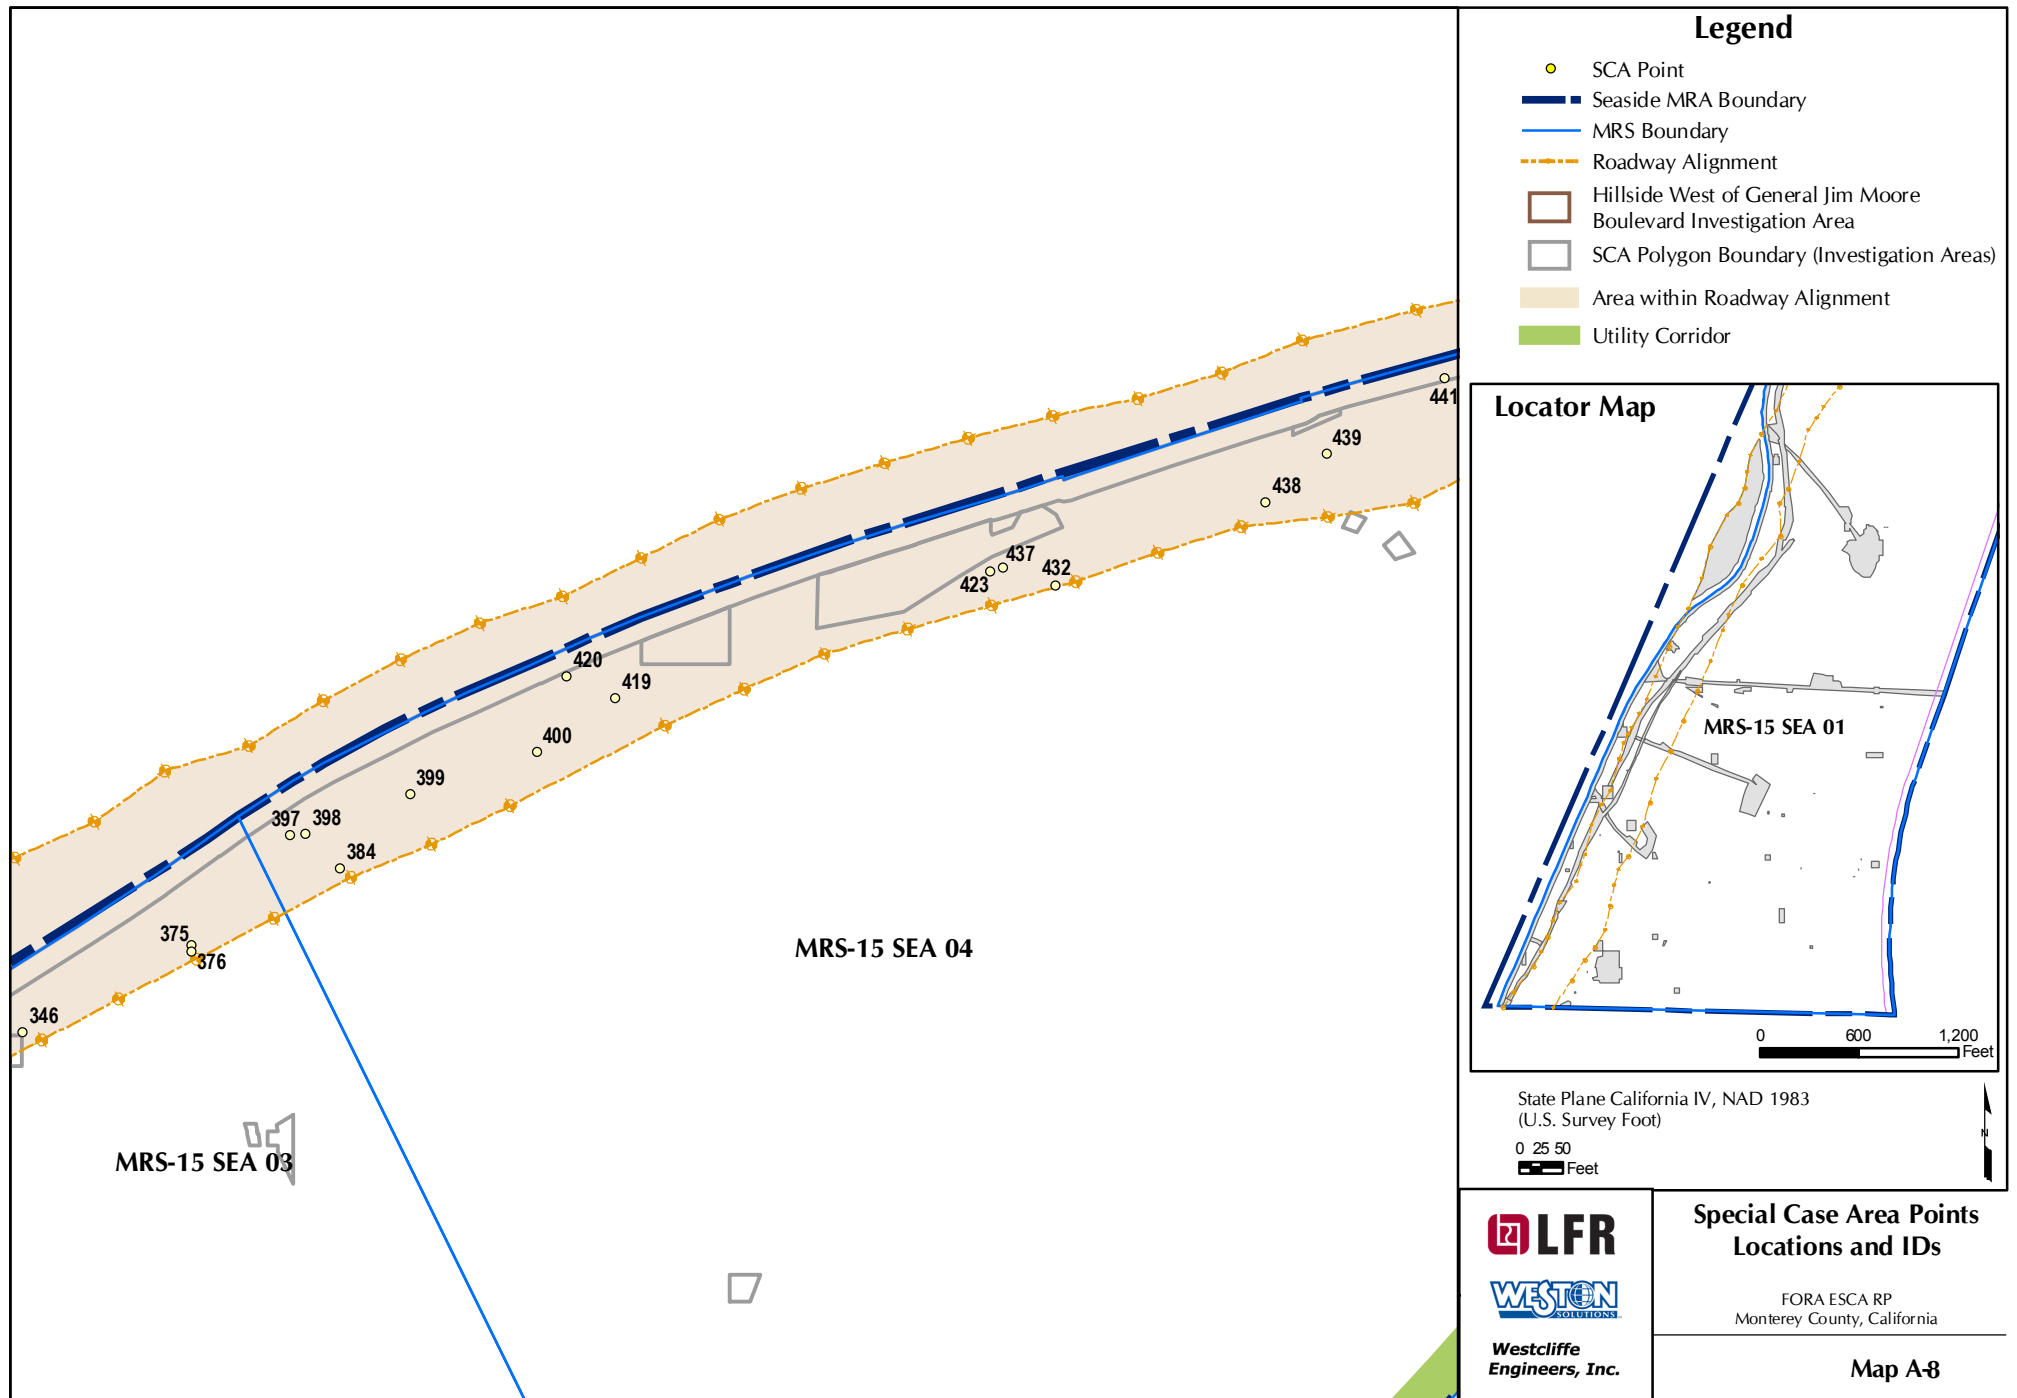 Legend
SCA Point
Seaside MRA Boundary
MRS Boundary
Roadway Alignment
Hillside West of General Jim Moore
Boulevard Investigation Area
SCA Polygon Boundary (Investigation Areas)
Area within Roadway Alignment
Utility Corridor
441
439
438
437
423
432
420
419
400
399
397
398
384
375
376
346
MRS-15 SEA 04
MRS-15 SEA 03
Locator Map
MRS-15 SEA 01
0 600 1,200
Feet
State Plane California IV, NAD 1983
(U.S. Survey Foot)
0 25 50
Feet
N
LFR
WESTON
SOLUTIONS
Westcliffe
Engineers, Inc.
Special Case Area Points
Locations and IDs
FORA ESCA RP
Monterey County, California
Map A-8